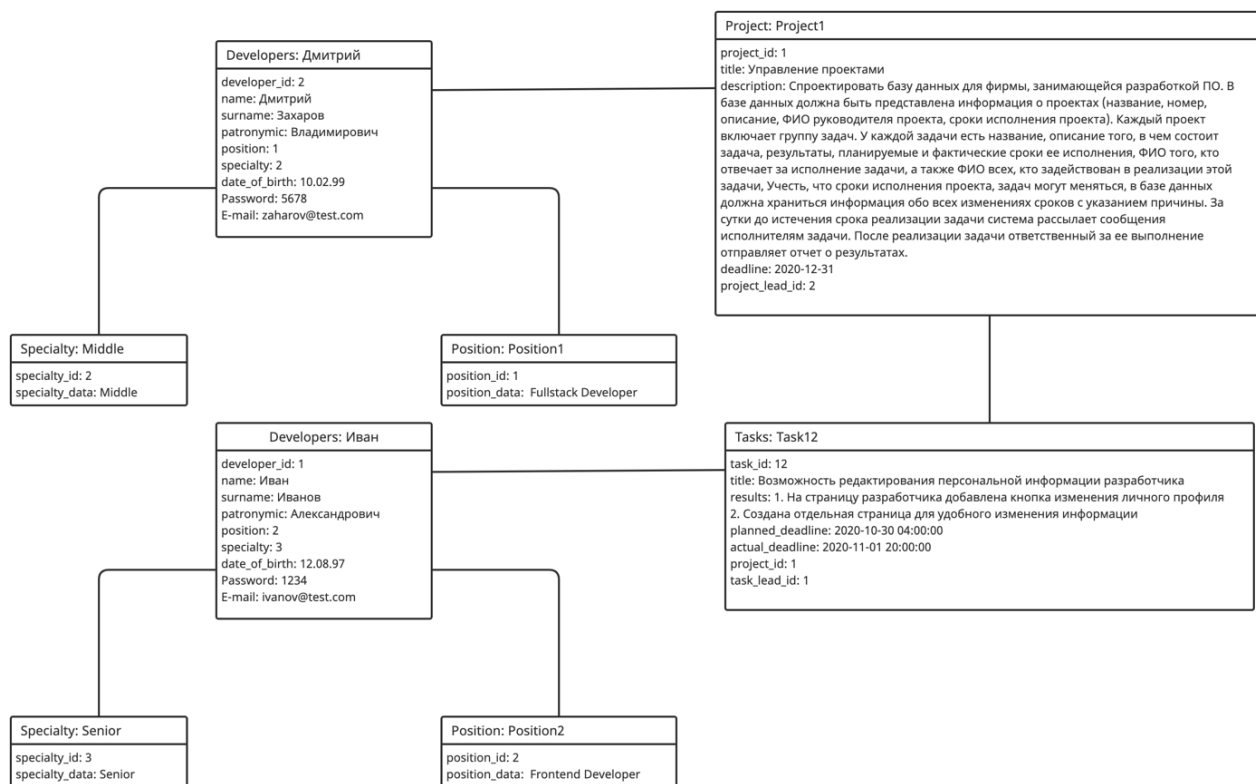 Developers: Дмитрий
developer_id: 2
name: Дмитрий
surname: Захаров
patronymic: Владимирович
position: 1
specialty: 2
date_of_birth: 10.02.99
Password: 5678
E-mail: zaharov@test.com
Project: Project1
project_id: 1
title: Управление проектами
description: Спроектировать базу данных для фирмы, занимающейся разработкой ПО. В
базе данных должна быть представлена информация о проектах (название, номер,
описание, ФИО руководителя проекта, сроки исполнения проекта). Каждый проект
включает группу задач. У каждой задачи есть название, описание того, в чем состоит
задача, результаты, планируемые и фактические сроки ее исполнения, ФИО того, кто
отвечает за исполнение задачи, а также ФИО всех, кто задействован в реализации этой
задачи, Учесть, что сроки исполнения проекта, задач могут меняться, в базе данных
должна храниться информация обо всех изменениях сроков с указанием причины. За
сутки до истечения срока реализации задачи система рассылает сообщения
исполнителям задачи. После реализации задачи ответственный за ее выполнение
отправляет отчет о результатах.
deadline: 2020-12-31
project_lead_id: 2
Specialty: Middle
specialty_id: 2
specialty_data: Middle
Position: Position1
position_id: 1
position_data: Fullstack Developer
Developers: Иван
developer_id: 1
name: Иван
surname: Иванов
patronymic: Александрович
position: 2
specialty: 3
date_of_birth: 12.08.97
Password: 1234
E-mail: ivanov@test.com
Tasks: Task12
task_id: 12
title: Возможность редактирования персональной информации разработчика
results: 1. На страницу разработчика добавлена кнопка изменения личного профиля
2. Создана отдельная страница для удобного изменения информации
planned_deadline: 2020-10-30 04:00:00
actual_deadline: 2020-11-01 20:00:00
project_id: 1
task_lead_id: 1
Specialty: Senior
specialty_id: 3
specialty_data: Senior
Position: Position2
position_id: 2
position_data: Frontend Developer